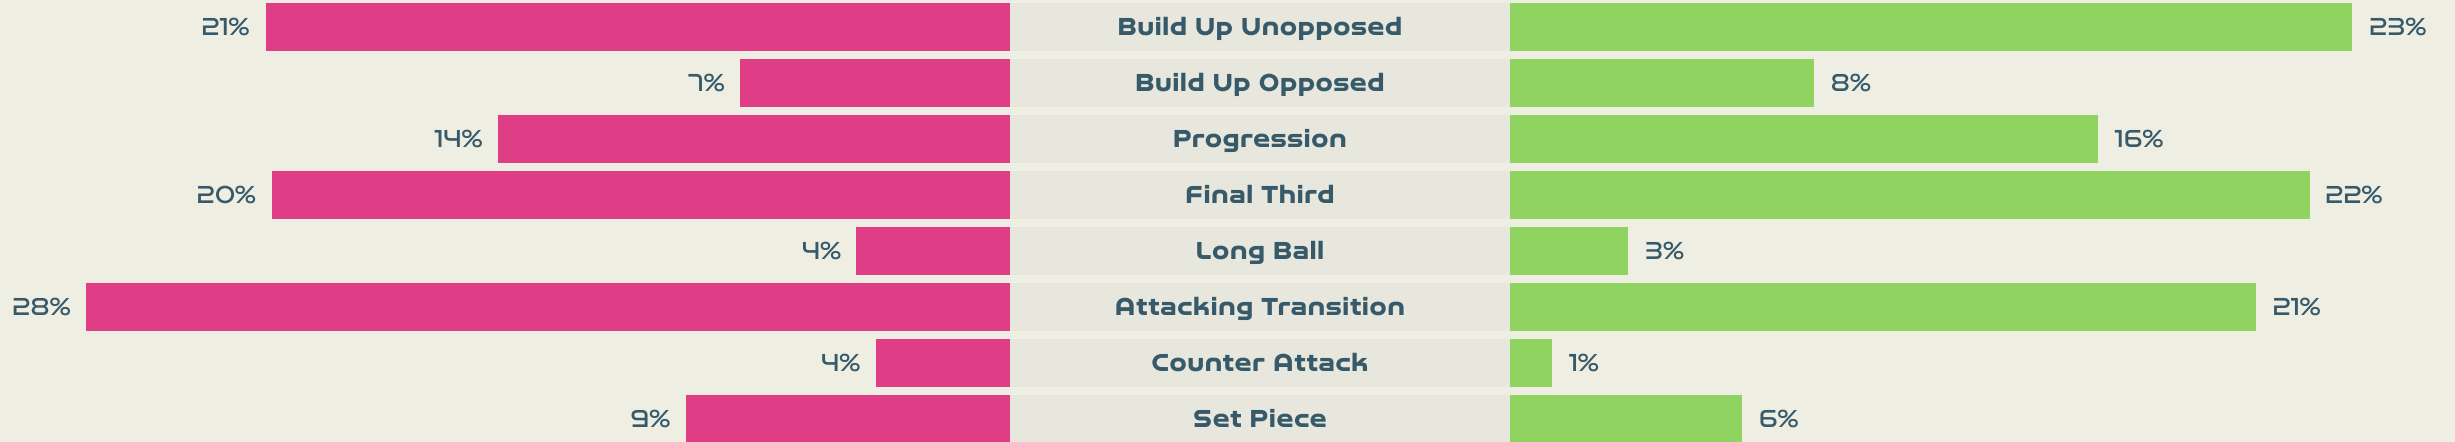 21% Build Up Unopposed 23%
7% Build Up Opposed 8%
14% Progression 16%
20% Final Third 22%
4% Long Ball 3%
28% Attacking Transition 21%
4% Counter Attack 1%
9% Set Piece 6%